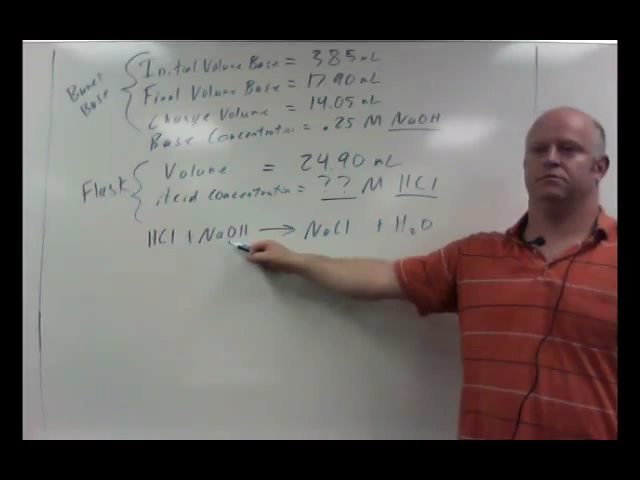 Buret Base
Initial Volume Base = 3.85 mL
Final Volume Base = 17.90 mL
Change Volume = 14.05 mL
Base Concentration = .25 M NaOH
Flask
Volume = 24.90 mL
Acid Concentration = ?? M HCl
HCl + NaOH → NaCl + H₂O